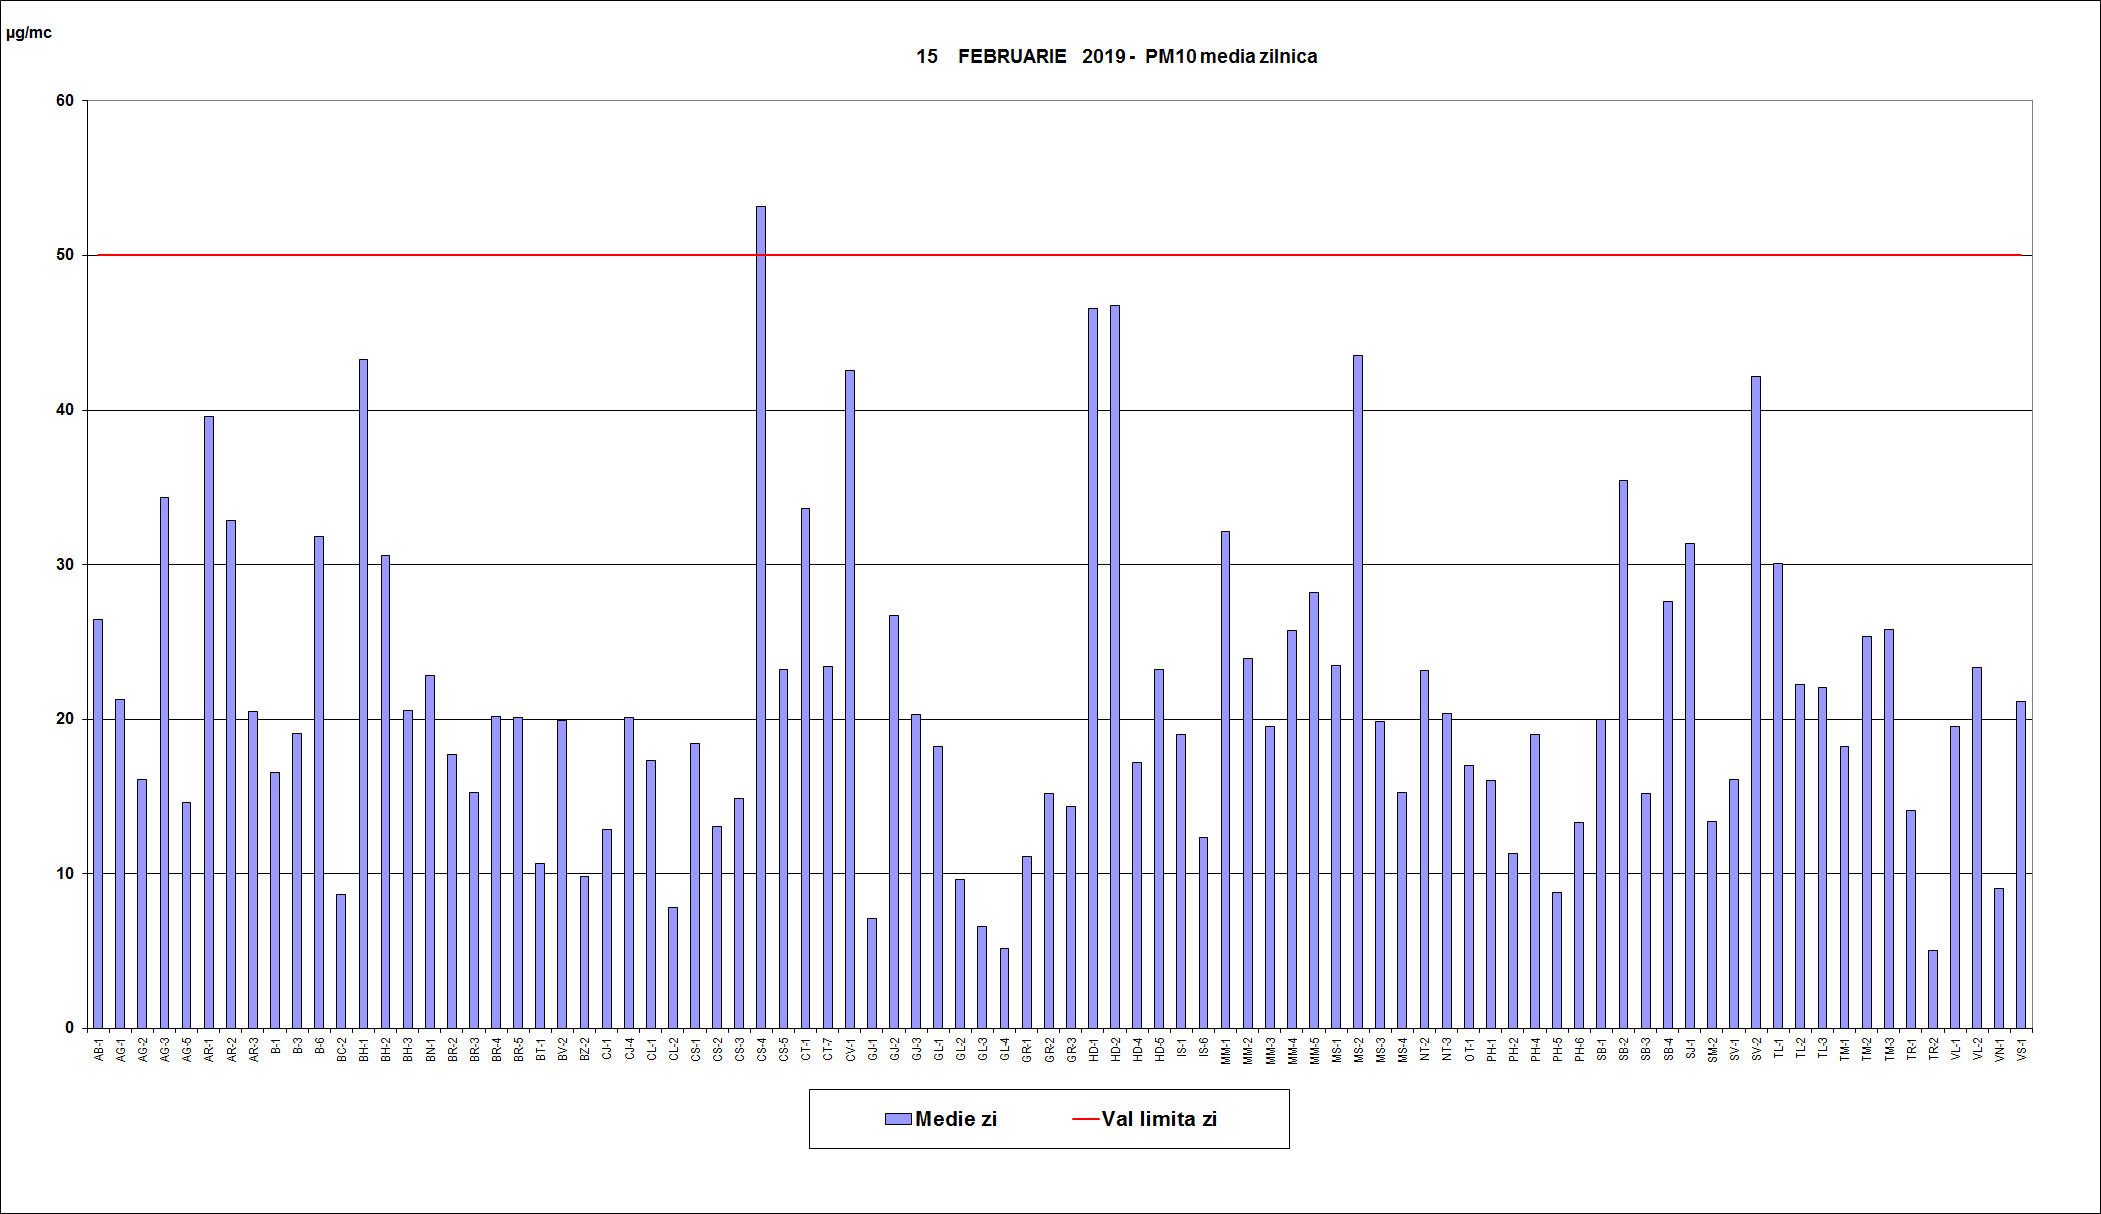 µg/mc
15 FEBRUARIE 2019 - PM10 media zilnica
60
50
40
30
20
10
0
AB-1 AG-1 AG-2 AG-3 AG-5 AR-1 AR-2 AR-3 B-1 B-3 B-6 BC-2 BH-1 BH-2 BH-3 BN-1 BR-2 BR-3 BR-4 BR-5 BT-1 BV-2 BZ-2 CJ-1 CJ-4 CL-1 CL-2 CS-1 CS-2 CS-3 CS-4 CS-5 CT-1 CT-7 CV-1 GJ-1 GJ-2 GJ-3 GL-1 GL-2 GL-3 GL-4 GR-1 GR-2 GR-3 HD-1 HD-2 HD-4 HD-5 IS-1 IS-6 MM-1 MM-2 MM-3 MM-4 MM-5 MS-1 MS-2 MS-3 MS-4 NT-2 NT-3 OT-1 PH-1 PH-2 PH-4 PH-5 PH-6 SB-1 SB-2 SB-3 SB-4 SJ-1 SM-2 SV-1 SV-2 TL-1 TL-2 TL-3 TM-1 TM-2 TM-3 TR-1 TR-2 VL-1 VL-2 VN-1 VS-1
Medie zi Val limita zi